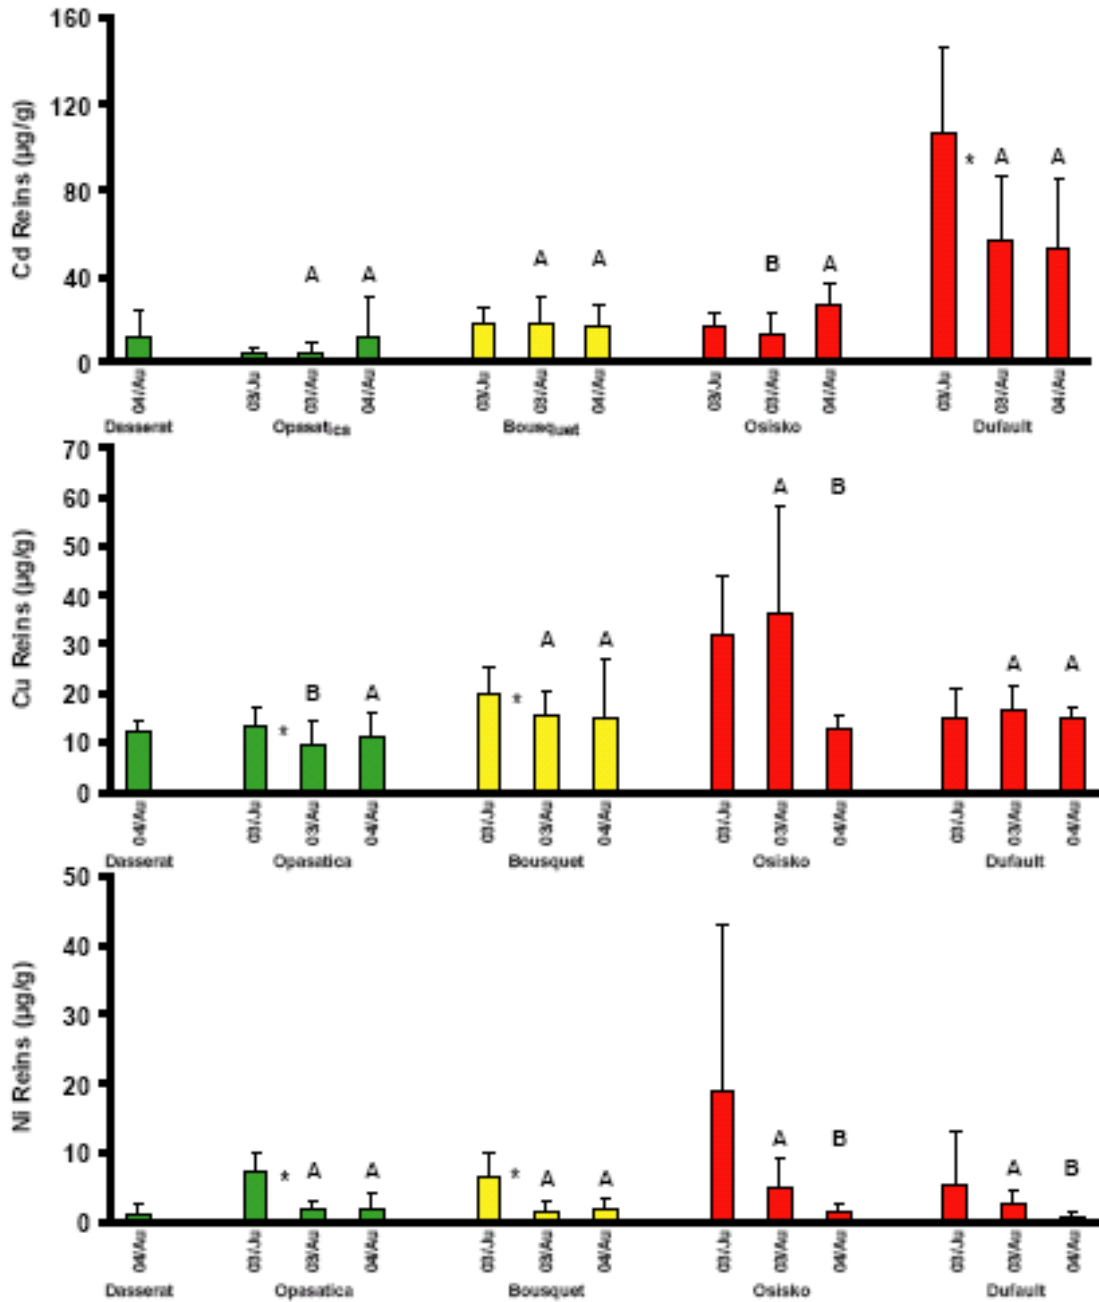 160
120
80
40
0
Cd Reins (µg/g)
A A A A B A * A A
04/Au 03/Ju 03/Au 04/Au 03/Ju 03/Au 04/Au 03/Ju 03/Au 04/Au 03/Ju 03/Au 04/Au
Dasserat Opasatica Bousquet Osisko Dufault
70
60
50
40
30
20
10
0
Cu Reins (µg/g)
* B A * A A A B A A
04/Au 03/Ju 03/Au 04/Au 03/Ju 03/Au 04/Au 03/Ju 03/Au 04/Au 03/Ju 03/Au 04/Au
Dasserat Opasatica Bousquet Osisko Dufault
50
40
30
20
10
0
Ni Reins (µg/g)
* A A * A A A B A B
04/Au 03/Ju 03/Au 04/Au 03/Ju 03/Au 04/Au 03/Ju 03/Au 04/Au 03/Ju 03/Au 04/Au
Dasserat Opasatica Bousquet Osisko Dufault